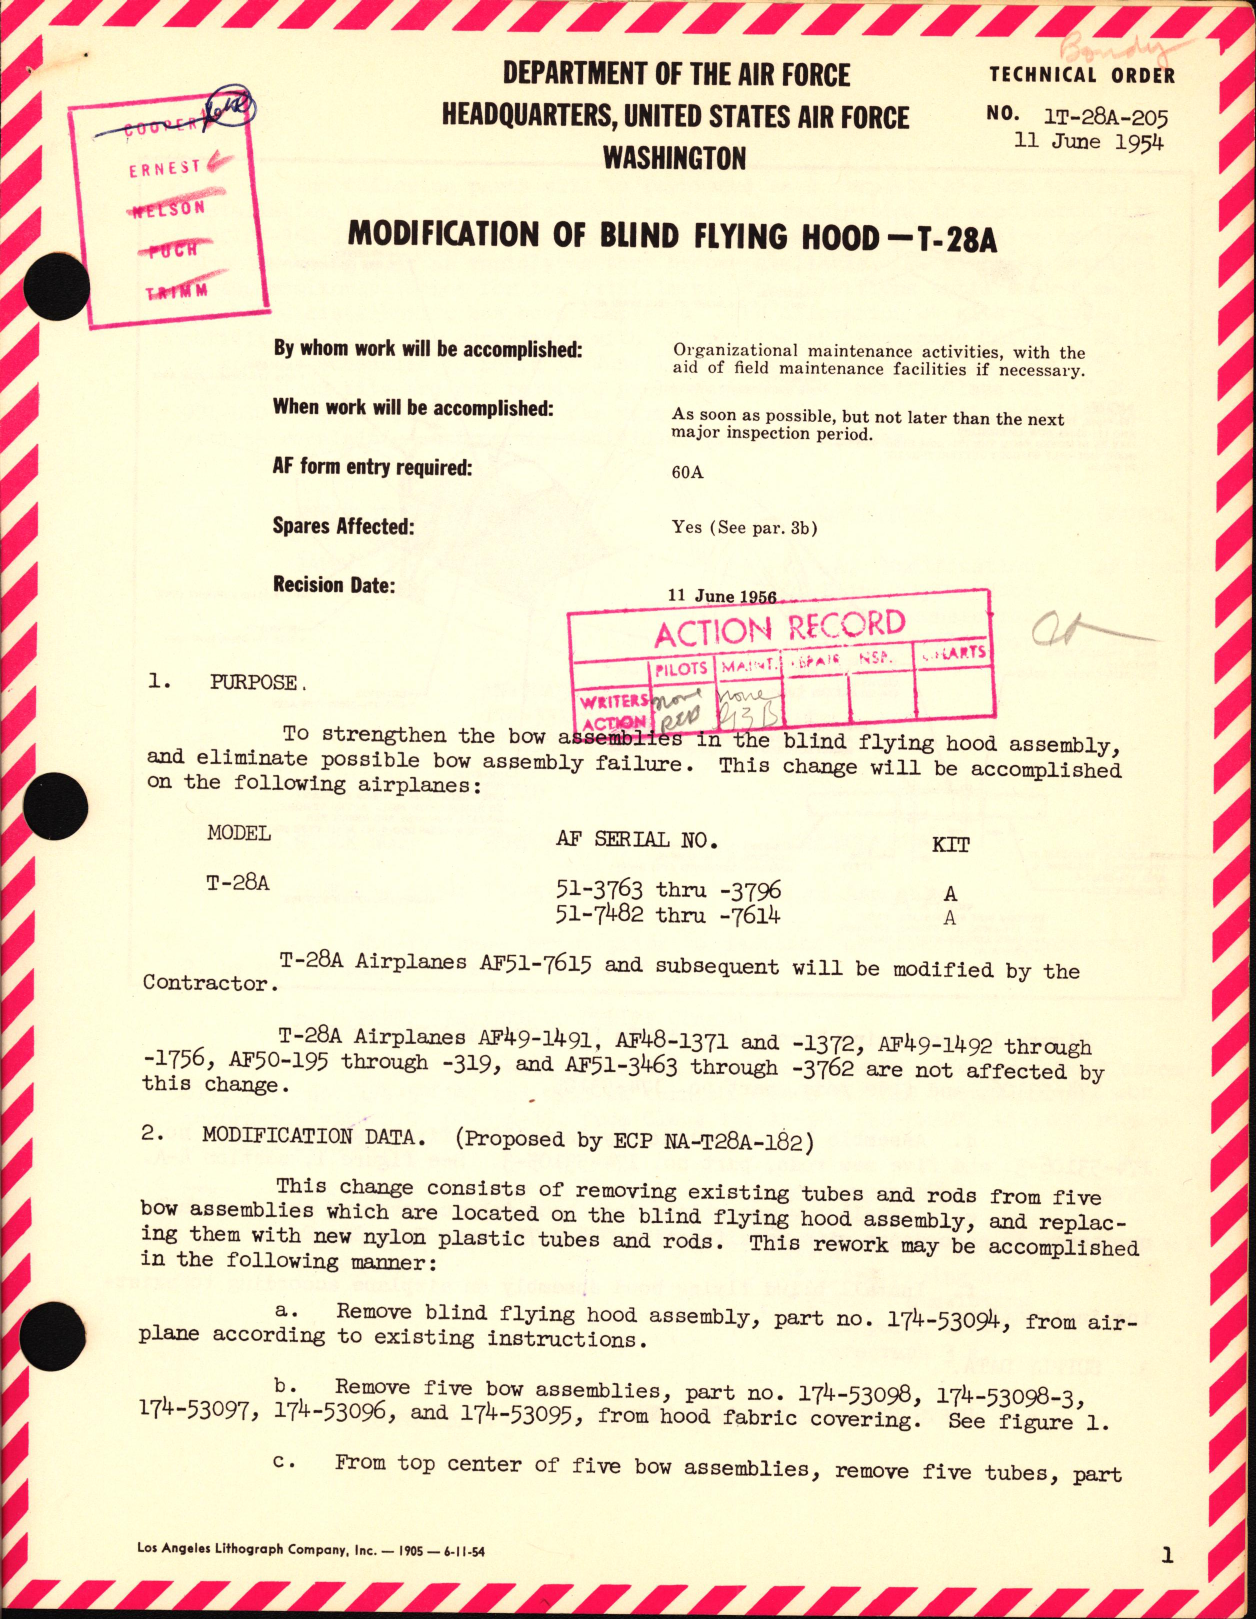 Bondy
DEPARTMENT OF THE AIR FORCE
HEADQUARTERS, UNITED STATES AIR FORCE
WASHINGTON
TECHNICAL ORDER
NO. 1T-28A-205
11 June 1954
COOPER
ERNEST
NELSON
PUGH
TRIMM
MODIFICATION OF BLIND FLYING HOOD — T-28A
By whom work will be accomplished: Organizational maintenance activities, with the
aid of field maintenance facilities if necessary.
When work will be accomplished: As soon as possible, but not later than the next
major inspection period.
AF form entry required: 60A
Spares Affected: Yes (See par. 3b)
Recision Date: 11 June 1956
ACTION RECORD
PILOTS MAINT. REPAIR INSP. CHARTS
WRITERS ACTION none RED none G3B
1. PURPOSE.
To strengthen the bow assemblies in the blind flying hood assembly,
and eliminate possible bow assembly failure. This change will be accomplished
on the following airplanes:
MODEL AF SERIAL NO. KIT
T-28A 51-3763 thru -3796 A
51-7482 thru -7614 A
T-28A Airplanes AF51-7615 and subsequent will be modified by the
Contractor.
T-28A Airplanes AF49-1491, AF48-1371 and -1372, AF49-1492 through
-1756, AF50-195 through -319, and AF51-3463 through -3762 are not affected by
this change.
2. MODIFICATION DATA. (Proposed by ECP NA-T28A-182)
This change consists of removing existing tubes and rods from five
bow assemblies which are located on the blind flying hood assembly, and replac-
ing them with new nylon plastic tubes and rods. This rework may be accomplished
in the following manner:
a. Remove blind flying hood assembly, part no. 174-53094, from air-
plane according to existing instructions.
b. Remove five bow assemblies, part no. 174-53098, 174-53098-3,
174-53097, 174-53096, and 174-53095, from hood fabric covering. See figure 1.
c. From top center of five bow assemblies, remove five tubes, part
Los Angeles Lithograph Company, Inc. — 1905 — 6-11-54
1